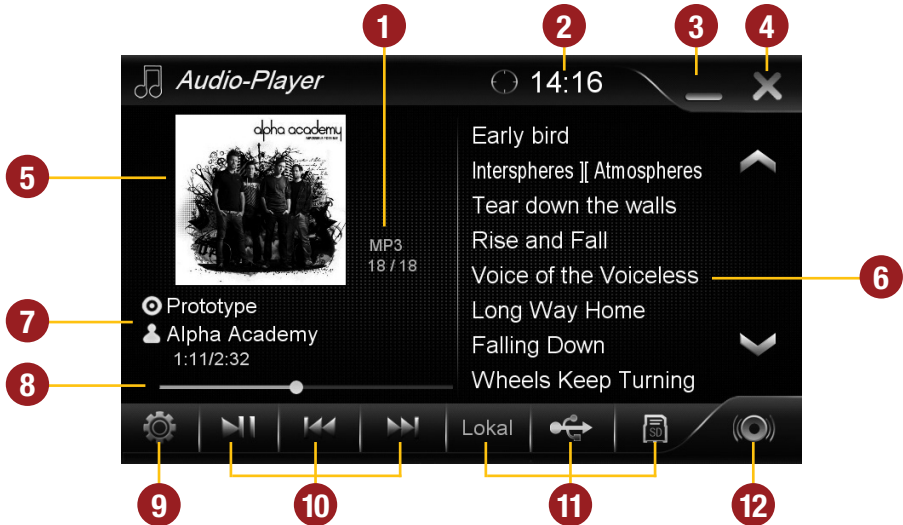 1
2
3
4
Audio-Player
14:16
alpha academy
5
MP3
18 / 18
Early bird
Interspheres ][ Atmospheres
Tear down the walls
Rise and Fall
Voice of the Voiceless
Long Way Home
Falling Down
Wheels Keep Turning
6
7
Prototype
Alpha Academy
1:11/2:32
8
Lokal
SD
9
10
11
12